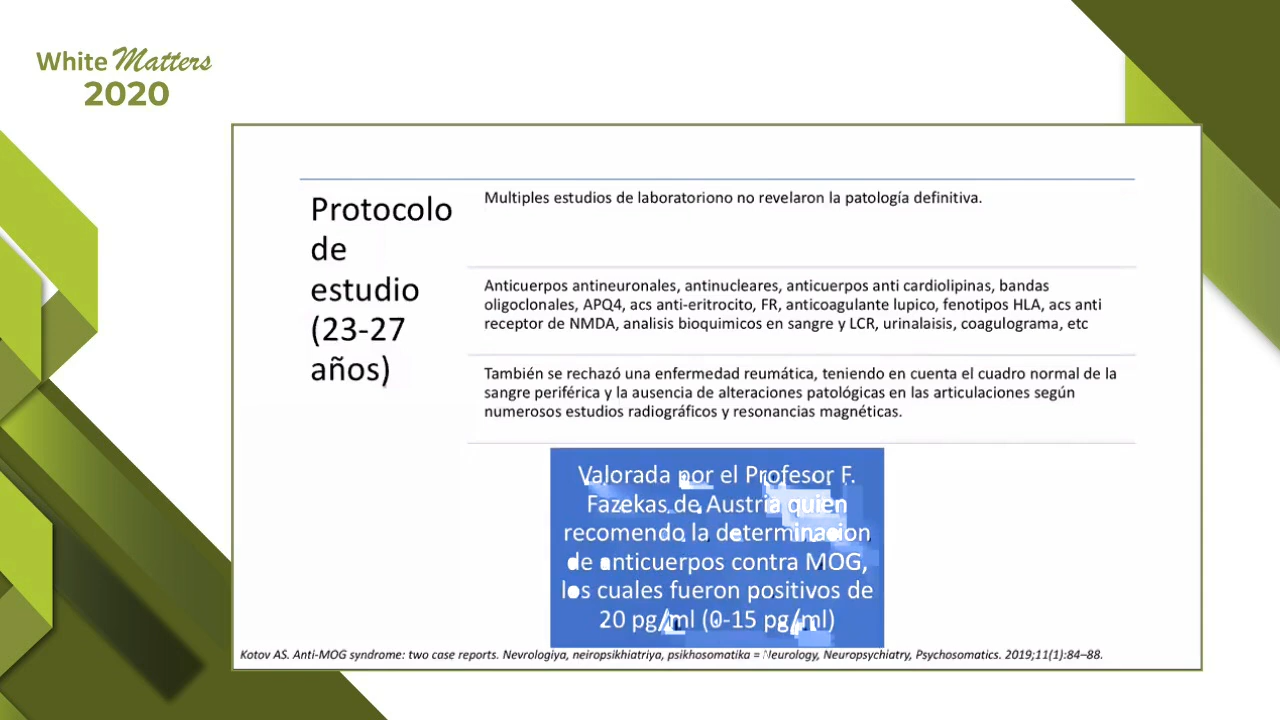 White Matters
2020
Protocolo
de
estudio
(23-27
años)
Multiples estudios de laboratoriono no revelaron la patología definitiva.
Anticuerpos antineuronales, antinucleares, anticuerpos anti cardiolipinas, bandas
oligoclonales, APQ4, acs anti-eritrocito, FR, anticoagulante lupico, fenotipos HLA, acs anti
receptor de NMDA, analisis bioquimicos en sangre y LCR, urinalaisis, coagulograma, etc
También se rechazó una enfermedad reumática, teniendo en cuenta el cuadro normal de la
sangre periférica y la ausencia de alteraciones patológicas en las articulaciones según
numerosos estudios radiográficos y resonancias magnéticas.
Valorada por el Profesor F.
Fazekas de Austria quien
recomendo la determinacion
de anticuerpos contra MOG,
los cuales fueron positivos de
20 pg/ml (0-15 pg/ml)
Kotov AS. Anti-MOG syndrome: two case reports. Nevrologiya, neiropsikhiatriya, psikhosomatika = Neurology, Neuropsychiatry, Psychosomatics. 2019;11(1):84–88.